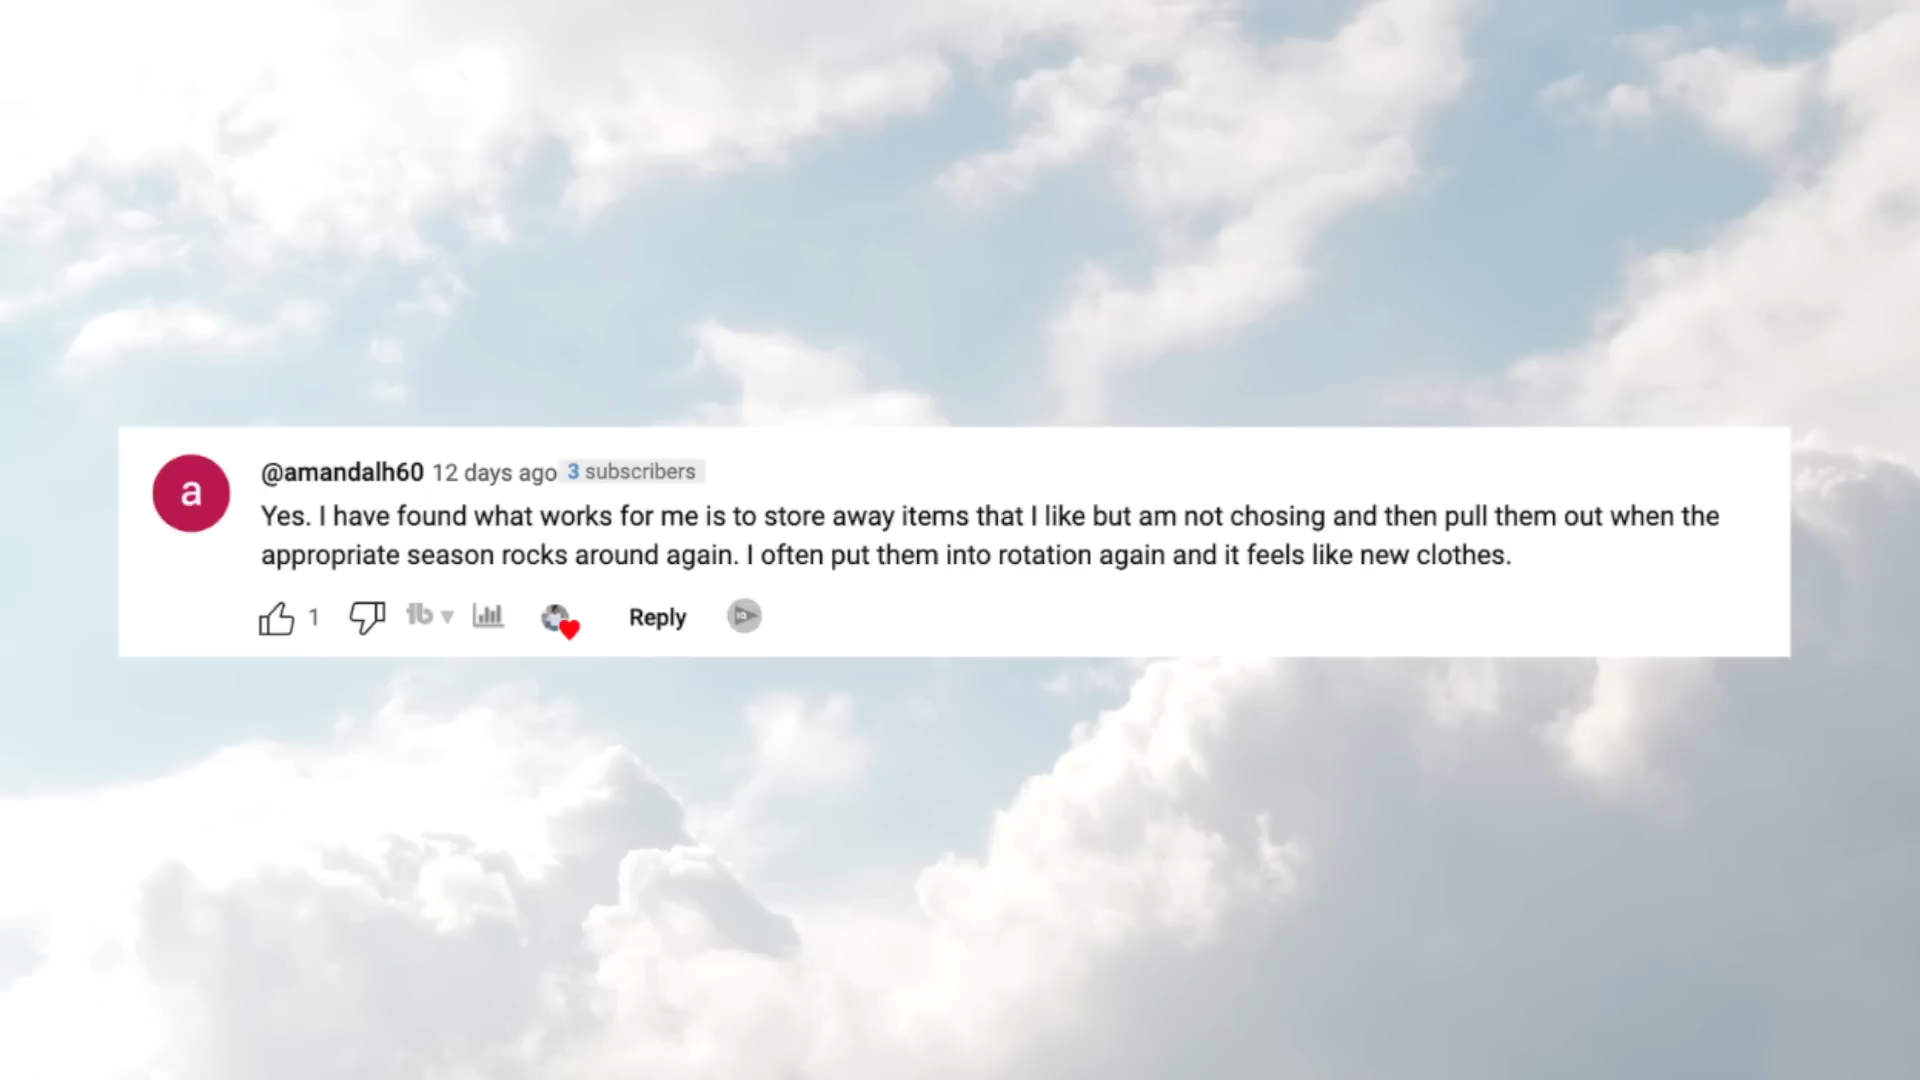 a
@amandalh60 12 days ago 3 subscribers
Yes. I have found what works for me is to store away items that I like but am not chosing and then pull them out when the
appropriate season rocks around again. I often put them into rotation again and it feels like new clothes.
1 tb Reply